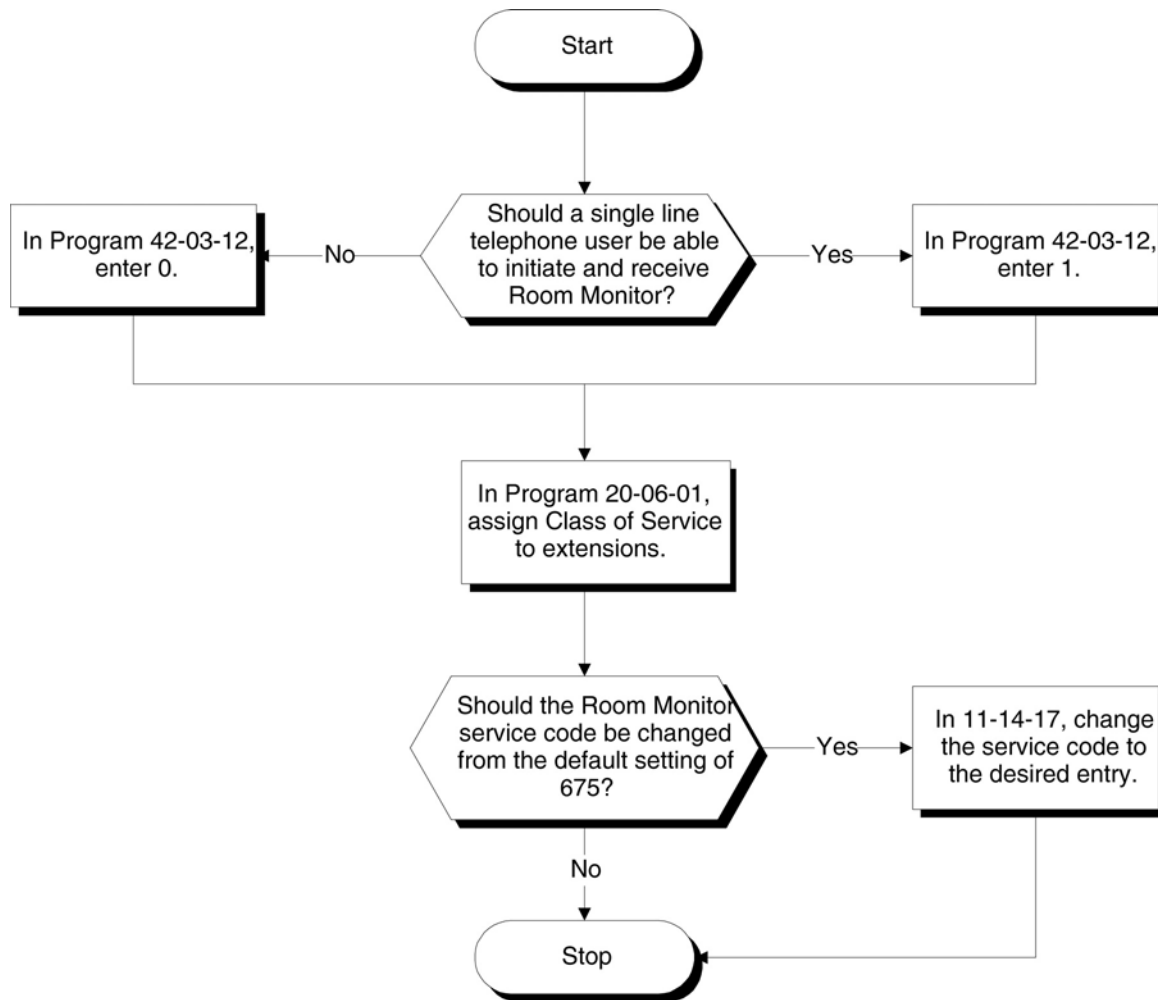 Start
Should a single line
telephone user be able
to initiate and receive
Room Monitor?
No
Yes
In Program 42-03-12,
enter 0.
In Program 42-03-12,
enter 1.
In Program 20-06-01,
assign Class of Service
to extensions.
Should the Room Monitor
service code be changed
from the default setting of
675?
Yes
In 11-14-17, change
the service code to
the desired entry.
No
Stop